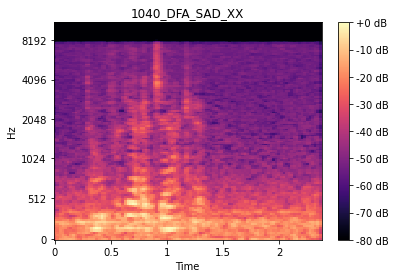 1040_DFA_SAD_XX
+0 dB
8192
-10 dB
4096
-20 dB
-30 dB
2048
Hz
-40 dB
1024
-50 dB
512
-60 dB
-70 dB
0
-80 dB
0 0.5 1 1.5 2
Time